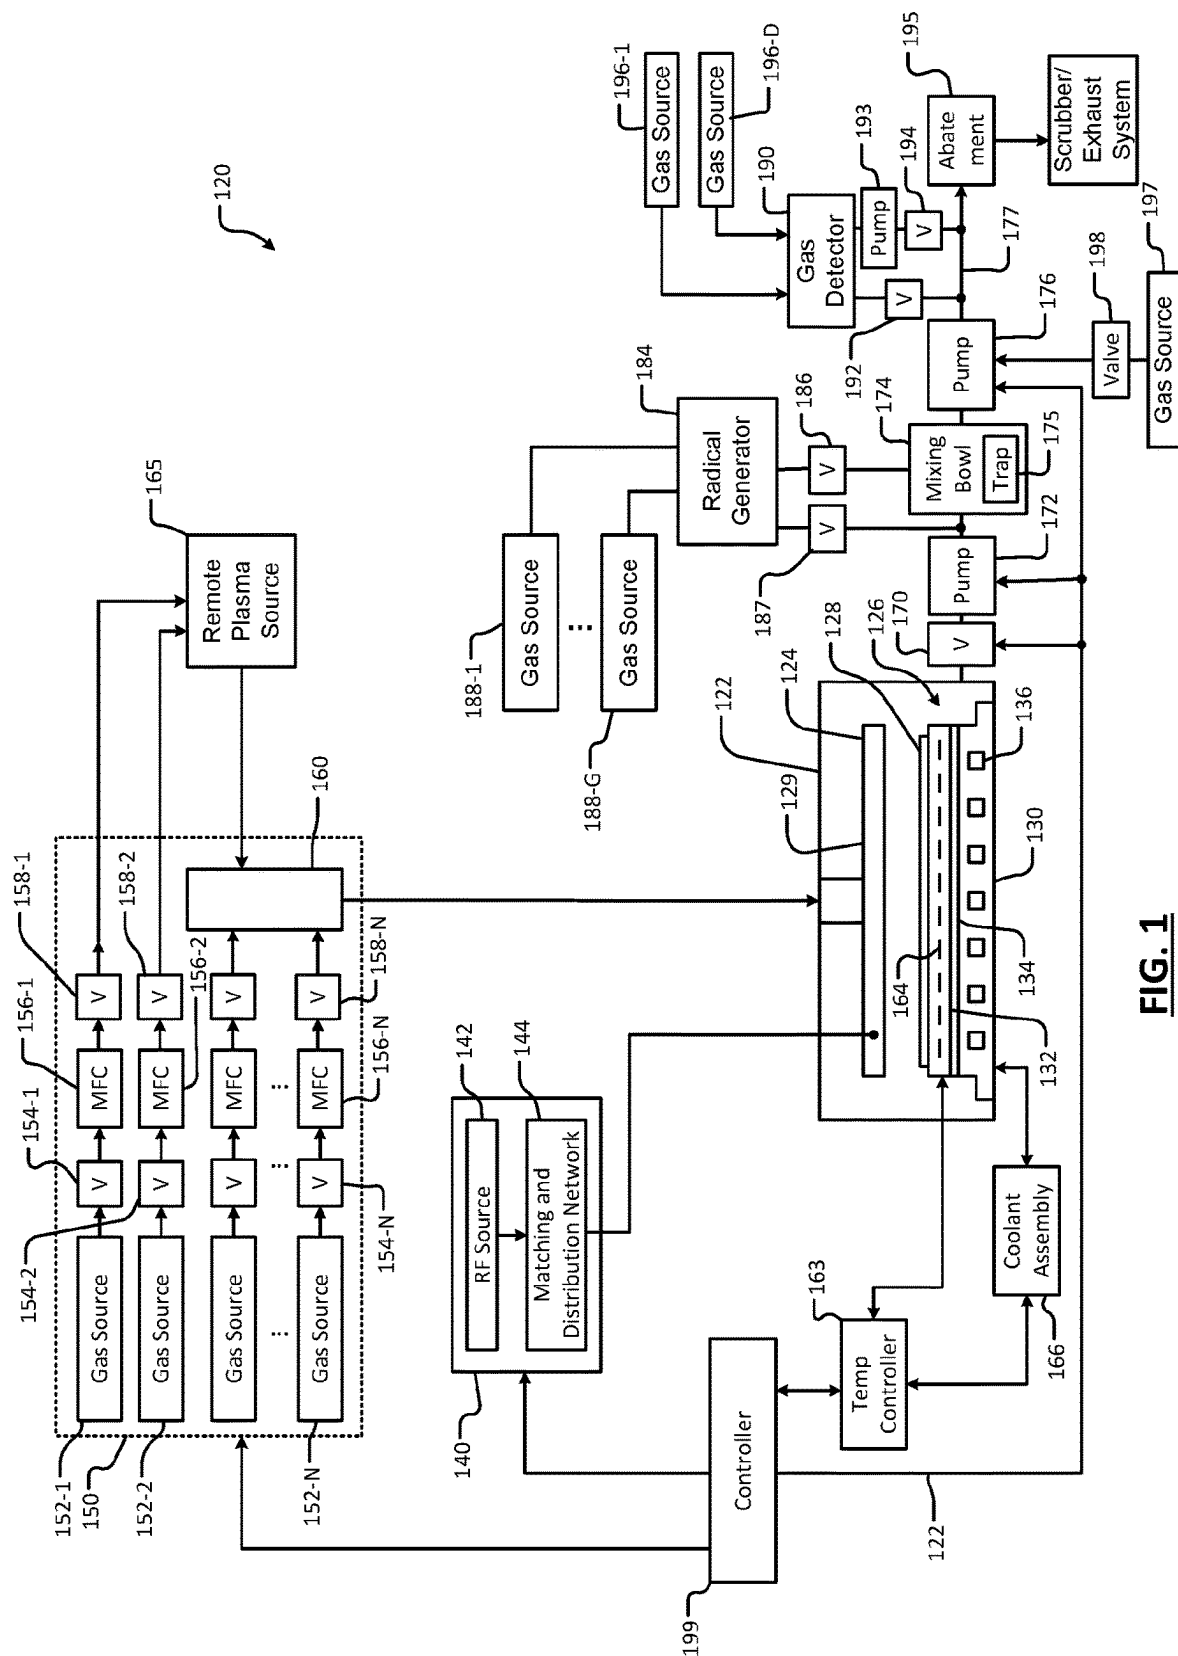 120
152-1
150
152-2
152-N
154-1
154-2
154-N
156-1
156-2
156-N
158-1
158-2
158-N
Gas Source
V
MFC
V
Gas Source
V
MFC
V
Gas Source
V
MFC
V
...
...
...
Gas Source
V
MFC
V
160
165
Remote
Plasma
Source
140
142
144
RF Source
Matching and
Distribution Network
188-1
Gas Source
...
Gas Source
188-G
184
Radical
Generator
186
V
187
V
196-1
Gas Source
196-D
Gas Source
190
Gas
Detector
193
Pump
194
V
192
V
195
Abate
ment
Scrubber/
Exhaust
System
177
176
Pump
174
Mixing
Bowl
Trap
175
172
Pump
170
V
126
128
124
122
129
164
132
134
130
136
198
Valve
197
Gas Source
199
Controller
163
Temp
Controller
166
Coolant
Assembly
122
FIG. 1